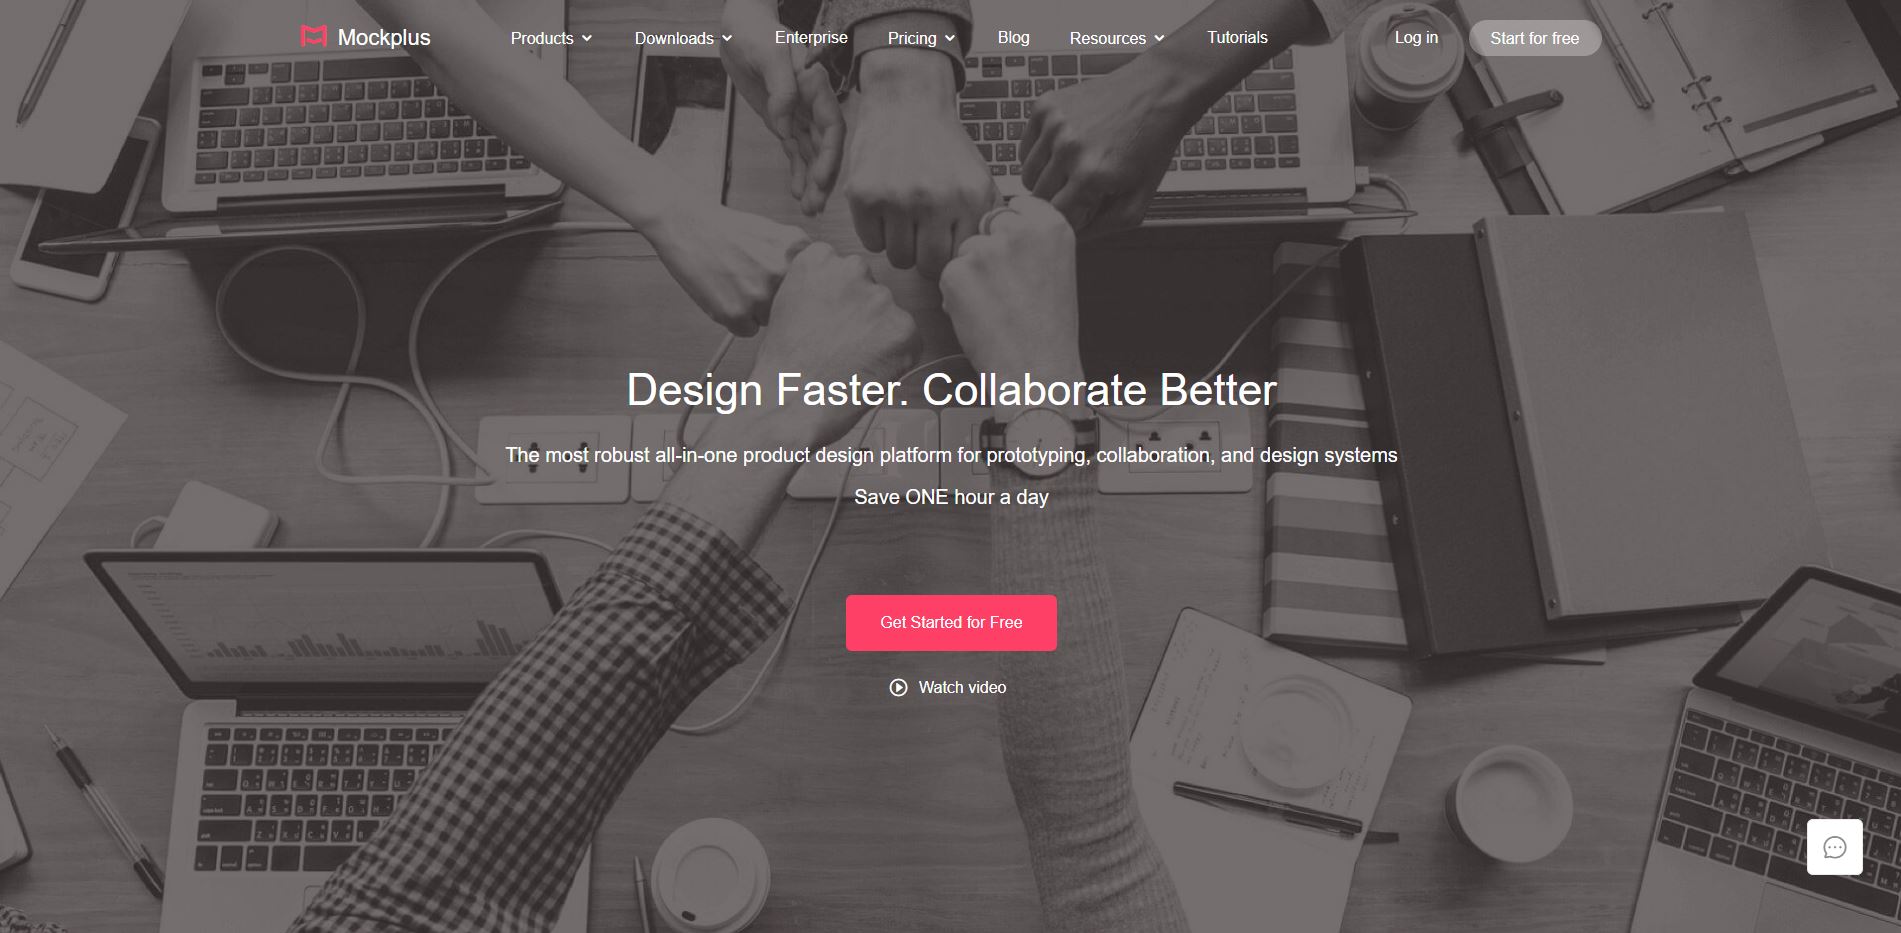 Mockplus
Products
Downloads
Enterprise
Pricing
Blog
Resources
Tutorials
Log in
Start for free
Design Faster. Collaborate Better
The most robust all-in-one product design platform for prototyping, collaboration, and design systems
Save ONE hour a day
Get Started for Free
Watch video